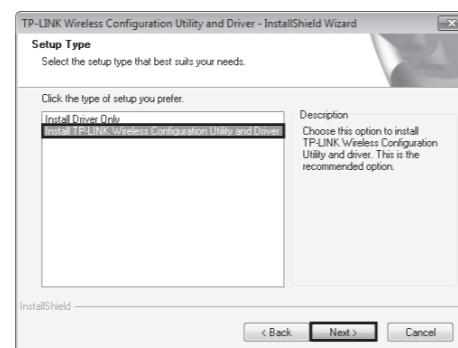 TP-LINK Wireless Configuration Utility and Driver - InstallShield Wizard
Setup Type
Select the setup type that best suits your needs.
Click the type of setup you prefer.
Install Driver Only
Install TP-LINK Wireless Configuration Utility and Driver
Description
Choose this option to install
TP-LINK Wireless Configuration
Utility and driver. This is the
recommended option.
InstallShield
< Back
Next >
Cancel